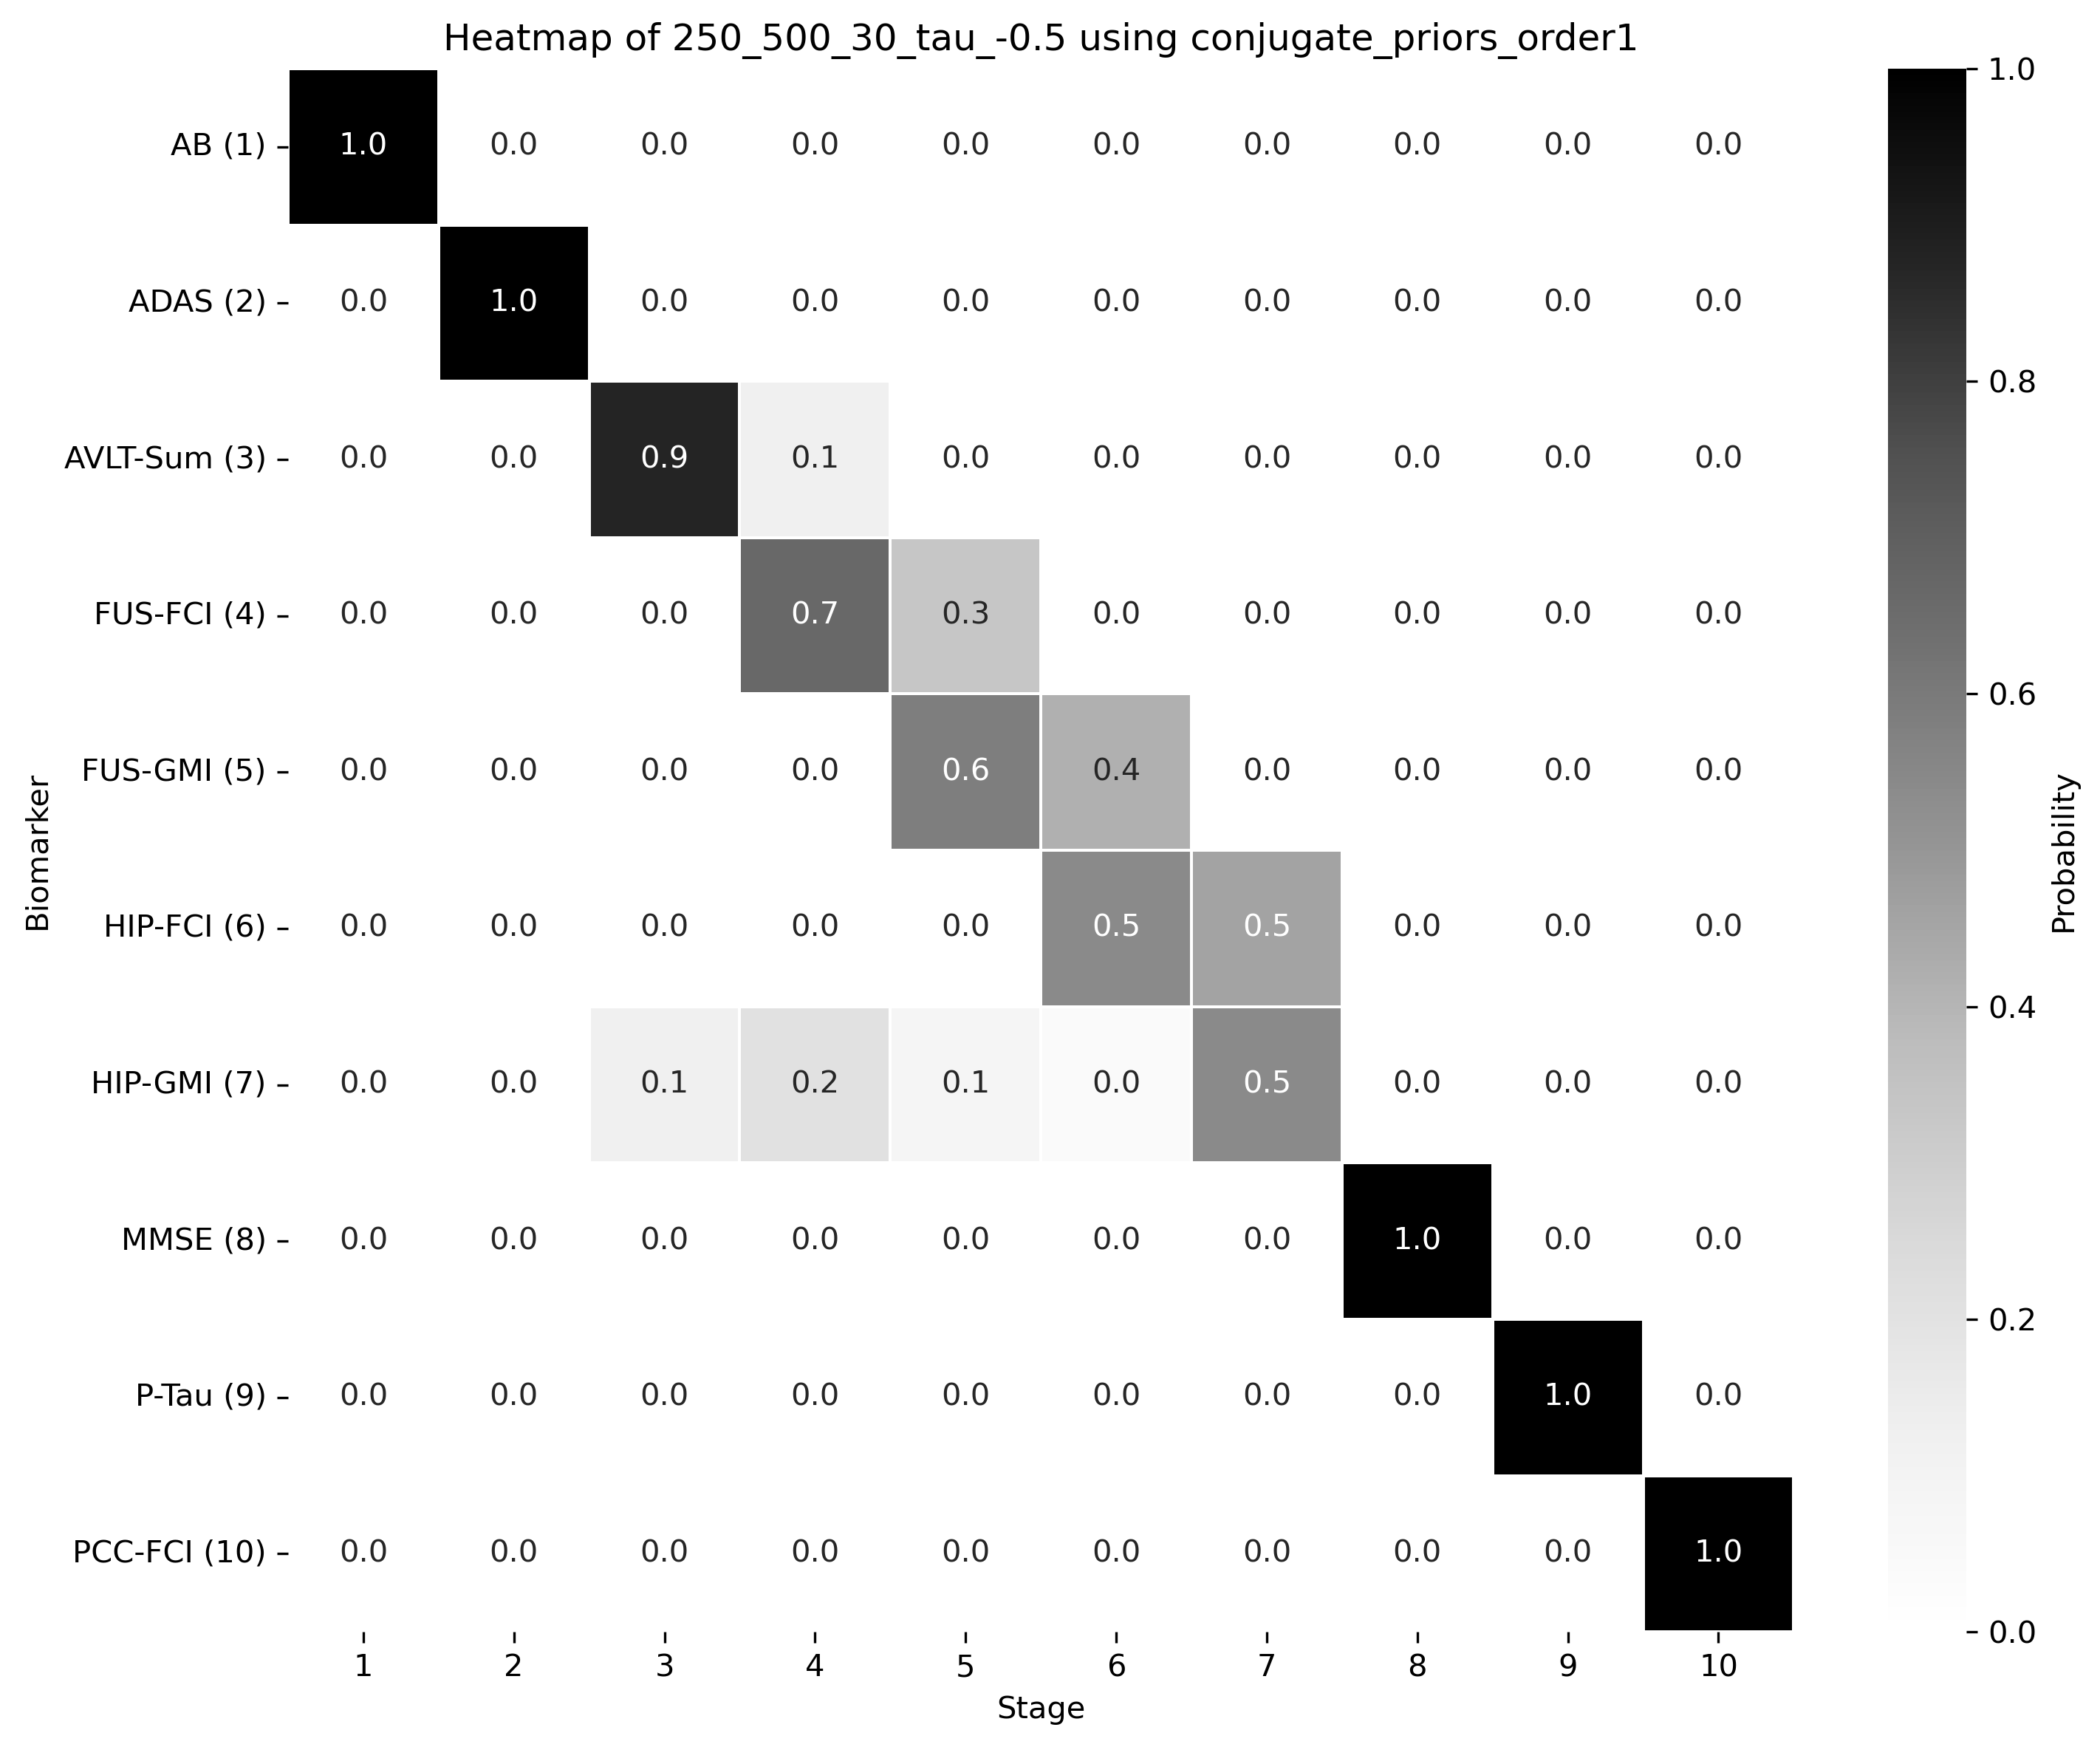 Heatmap of 250_500_30_tau_-0.5 using conjugate_priors_order1
AB (1) 1.0 0.0 0.0 0.0 0.0 0.0 0.0 0.0 0.0 0.0
ADAS (2) 0.0 1.0 0.0 0.0 0.0 0.0 0.0 0.0 0.0 0.0
AVLT-Sum (3) 0.0 0.0 0.9 0.1 0.0 0.0 0.0 0.0 0.0 0.0
FUS-FCI (4) 0.0 0.0 0.0 0.7 0.3 0.0 0.0 0.0 0.0 0.0
FUS-GMI (5) 0.0 0.0 0.0 0.0 0.6 0.4 0.0 0.0 0.0 0.0
HIP-FCI (6) 0.0 0.0 0.0 0.0 0.0 0.5 0.5 0.0 0.0 0.0
HIP-GMI (7) 0.0 0.0 0.1 0.2 0.1 0.0 0.5 0.0 0.0 0.0
MMSE (8) 0.0 0.0 0.0 0.0 0.0 0.0 0.0 1.0 0.0 0.0
P-Tau (9) 0.0 0.0 0.0 0.0 0.0 0.0 0.0 0.0 1.0 0.0
PCC-FCI (10) 0.0 0.0 0.0 0.0 0.0 0.0 0.0 0.0 0.0 1.0
1 2 3 4 5 6 7 8 9 10
Stage
Biomarker
1.0
0.8
0.6
0.4
0.2
0.0
Probability